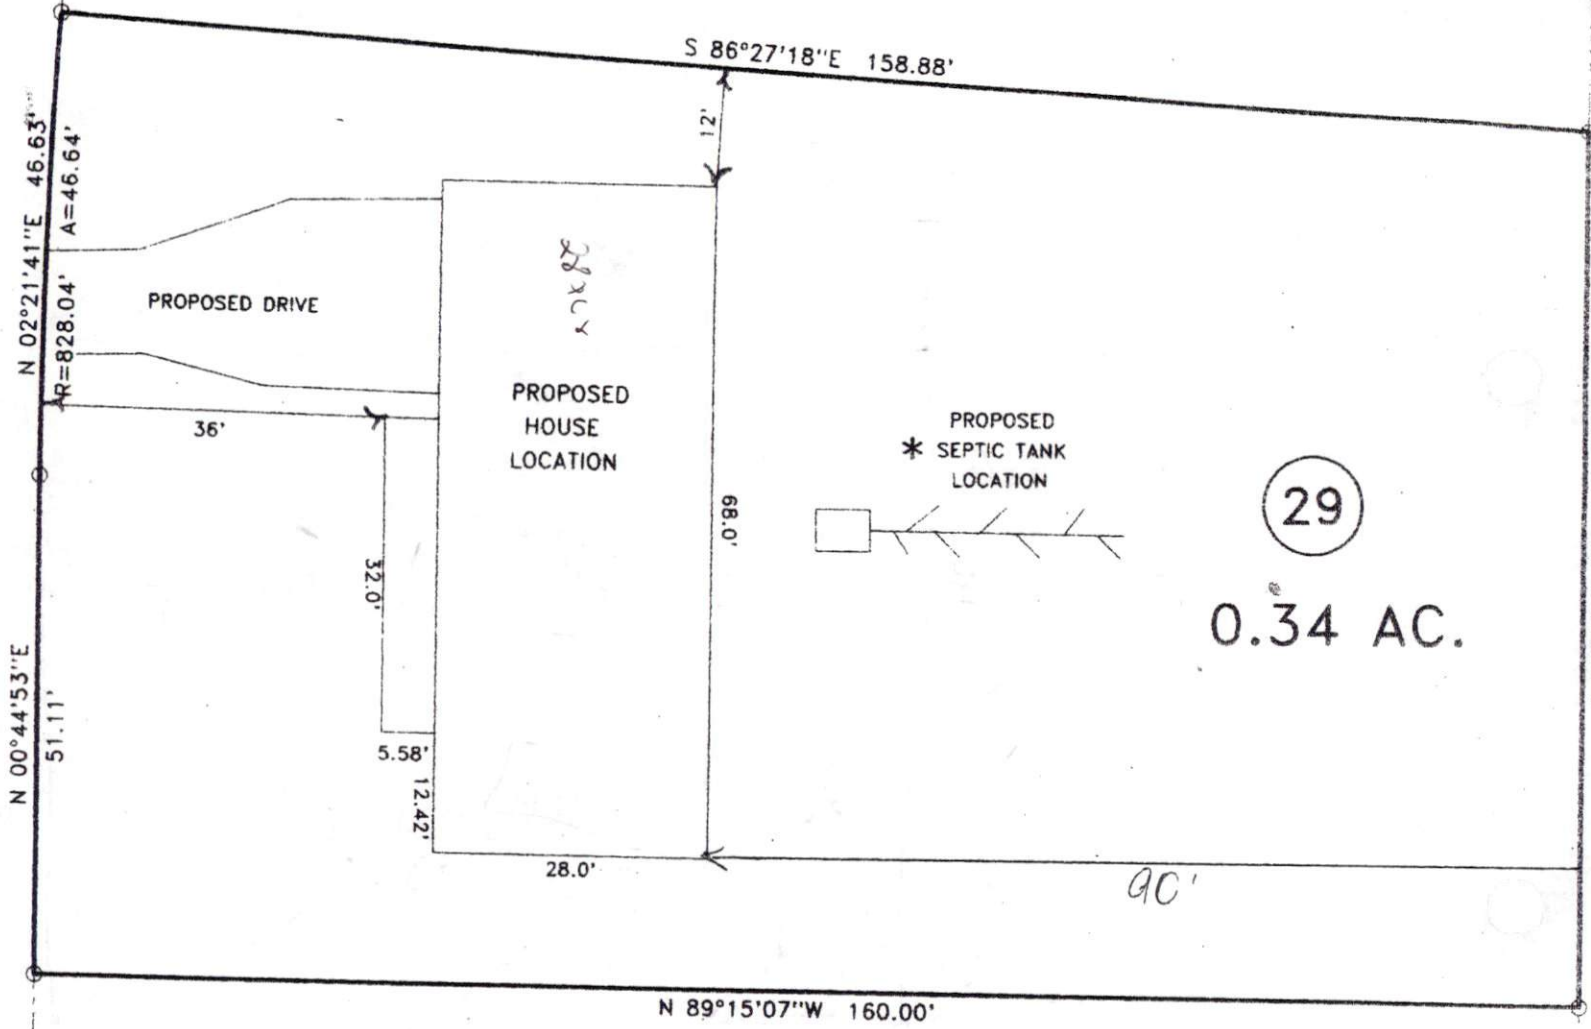 S 86°27'18"E 158.88'
12'
N 02°21'41"E 46.63'
A=46.64'
R=828.04'
PROPOSED DRIVE
36'
PROPOSED
HOUSE
LOCATION
PROPOSED
* SEPTIC TANK
LOCATION
29
0.34 AC.
68.0'
32.0'
5.58'
12.42'
28.0'
90'
N 00°44'53"E
51.11'
N 89°15'07"W 160.00'